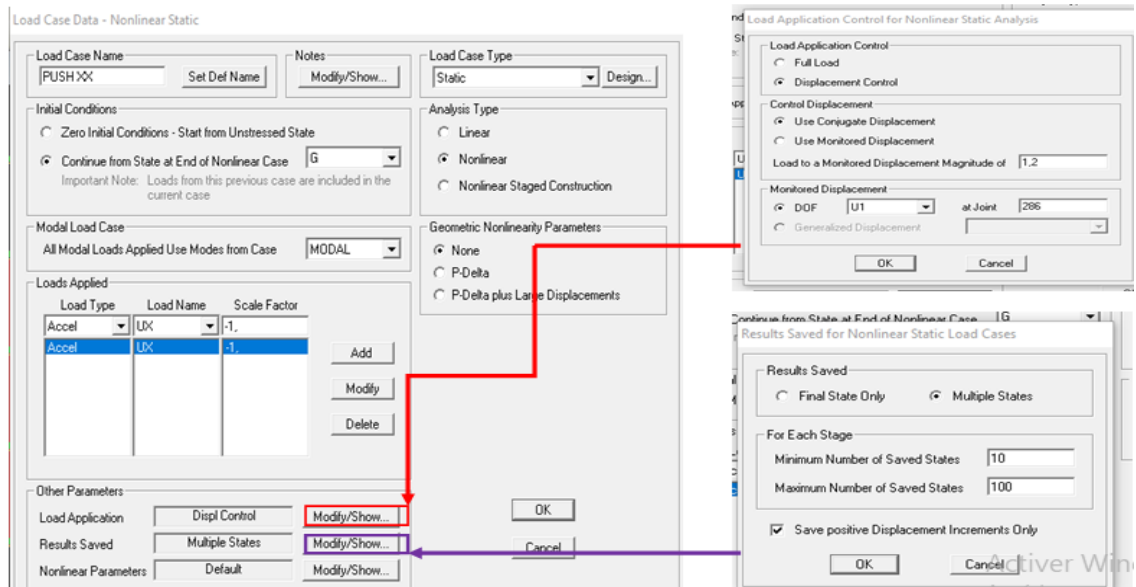 Load Case Data - Nonlinear Static
Load Case Name
PUSH XX
Set Def Name
Notes
Modify/Show...
Load Case Type
Static
Design...
Initial Conditions
Zero Initial Conditions - Start from Unstressed State
Continue from State at End of Nonlinear Case
G
Important Note: Loads from this previous case are included in the
current case
Analysis Type
Linear
Nonlinear
Nonlinear Staged Construction
Modal Load Case
All Modal Loads Applied Use Modes from Case
MODAL
Geometric Nonlinearity Parameters
None
P-Delta
P-Delta plus Large Displacements
Loads Applied
Load Type Load Name Scale Factor
Accel UX -1,
Accel UX -1,
Add
Modify
Delete
Other Parameters
Load Application Displ Control Modify/Show...
Results Saved Multiple States Modify/Show...
Nonlinear Parameters Default Modify/Show...
OK
Cancel
Load Application Control for Nonlinear Static Analysis
Load Application Control
Full Load
Displacement Control
Control Displacement
Use Conjugate Displacement
Use Monitored Displacement
Load to a Monitored Displacement Magnitude of 1,2
Monitored Displacement
DOF U1 at Joint 286
Generalized Displacement
OK Cancel
Continue from State at End of Nonlinear Case G
Results Saved for Nonlinear Static Load Cases
Results Saved
Final State Only Multiple States
For Each Stage
Minimum Number of Saved States 10
Maximum Number of Saved States 100
Save positive Displacement Increments Only
OK Cancel
Activer Win